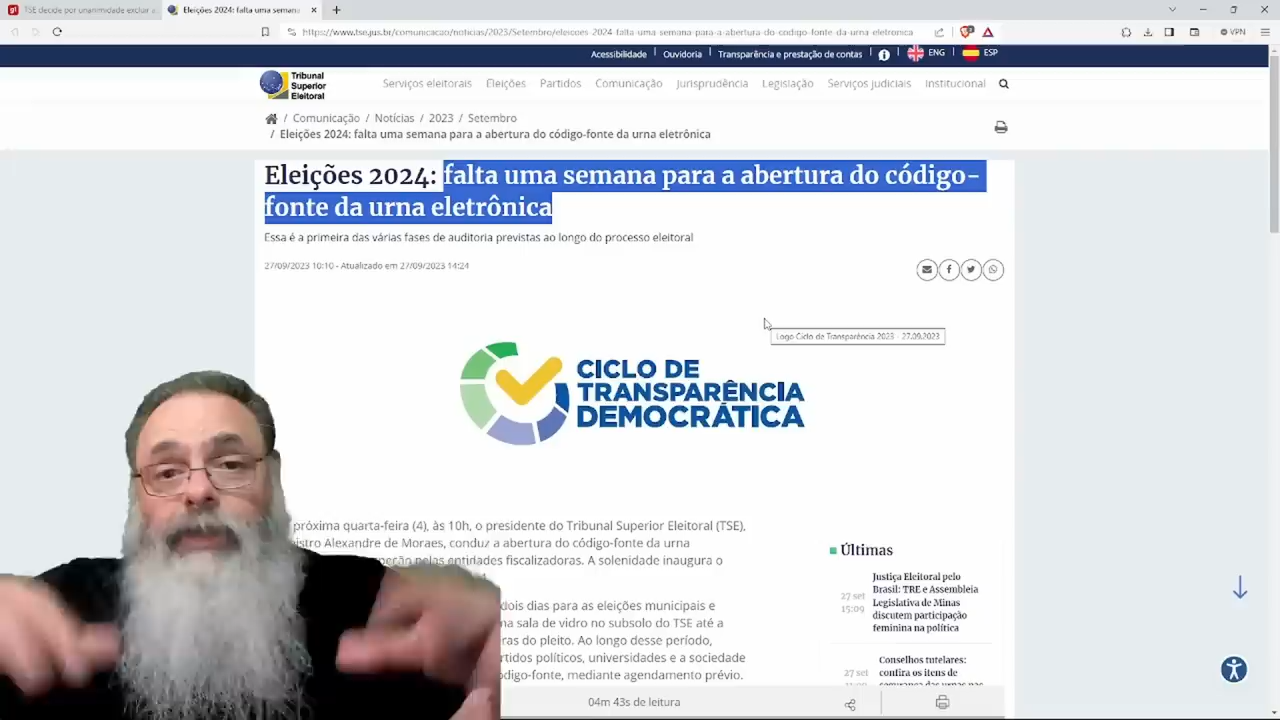 TSE decide por unanimidade excluir a
Eleições 2024: falta uma semana
https://www.tse.jus.br/comunicacao/noticias/2023/Setembro/eleicoes-2024-falta-uma-semana-para-a-abertura-do-codigo-fonte-da-urna-eletronica
VPN
Acessibilidade
Ouvidoria
Transparência e prestação de contas
ENG
ESP
Tribunal
Superior
Eleitoral
Serviços eleitorais Eleições Partidos Comunicação Jurisprudência Legislação Serviços judiciais Institucional
/ Comunicação / Notícias / 2023 / Setembro
/ Eleições 2024: falta uma semana para a abertura do código-fonte da urna eletrônica
Eleições 2024: falta uma semana para a abertura do código-
fonte da urna eletrônica
Essa é a primeira das várias fases de auditoria previstas ao longo do processo eleitoral
27/09/2023 10:10 - Atualizado em 27/09/2023 14:24
Logo Ciclo de Transparência 2023 - 27.09.2023
CICLO DE
TRANSPARÊNCIA
DEMOCRÁTICA
próxima quarta-feira (4), às 10h, o presidente do Tribunal Superior Eleitoral (TSE),
Alexandre de Moraes, conduz a abertura do código-fonte da urna
pelas entidades fiscalizadoras. A solenidade inaugura o
dois dias para as eleições municipais e
sala de vidro no subsolo do TSE até a
do pleito. Ao longo desse período,
universidades e a sociedade
mediante agendamento prévio.
Últimas
27 set
15:09
Justiça Eleitoral pelo
Brasil: TRE e Assembleia
Legislativa de Minas
discutem participação
feminina na política
27 set
Conselhos tutelares:
confira os itens de
04m 43s de leitura